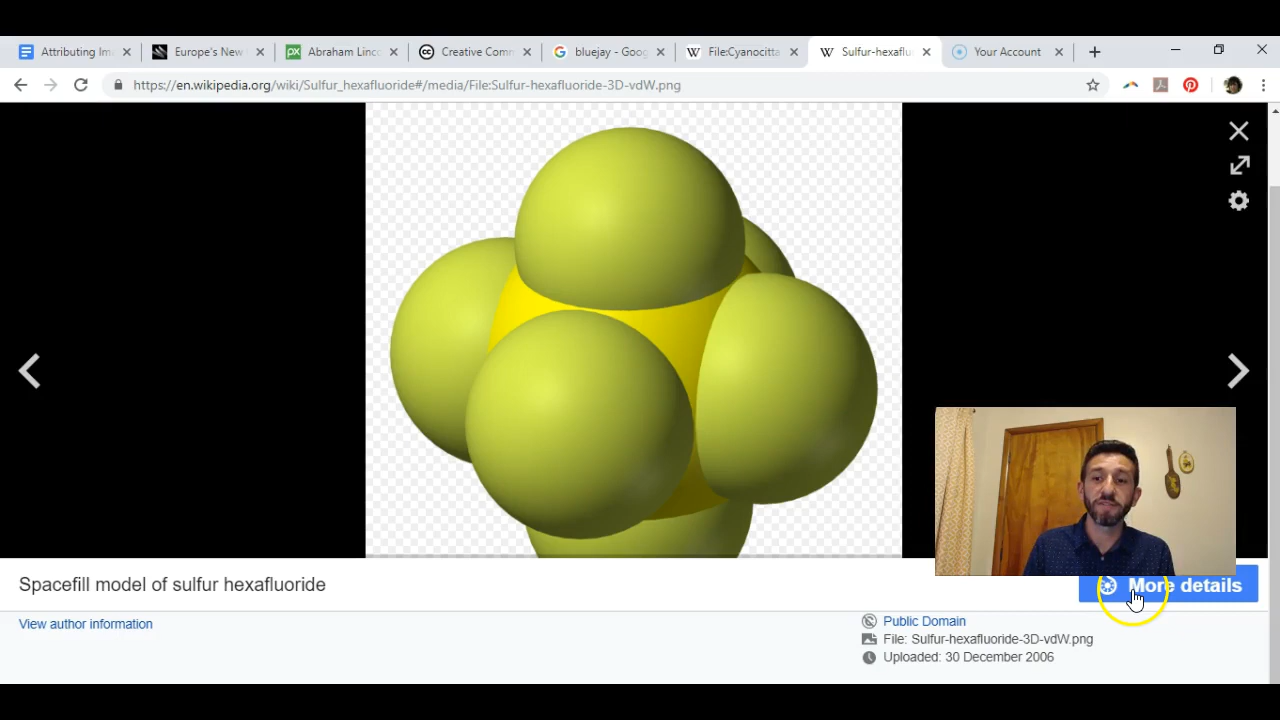 Attributing Im
Europe's New
Abraham Linco
Creative Comm
bluejay - Goog
File:Cyanocitta
Sulfur-hexaflu
Your Account
https://en.wikipedia.org/wiki/Sulfur_hexafluoride#/media/File:Sulfur-hexafluoride-3D-vdW.png
Spacefill model of sulfur hexafluoride
More details
View author information
Public Domain
File: Sulfur-hexafluoride-3D-vdW.png
Uploaded: 30 December 2006